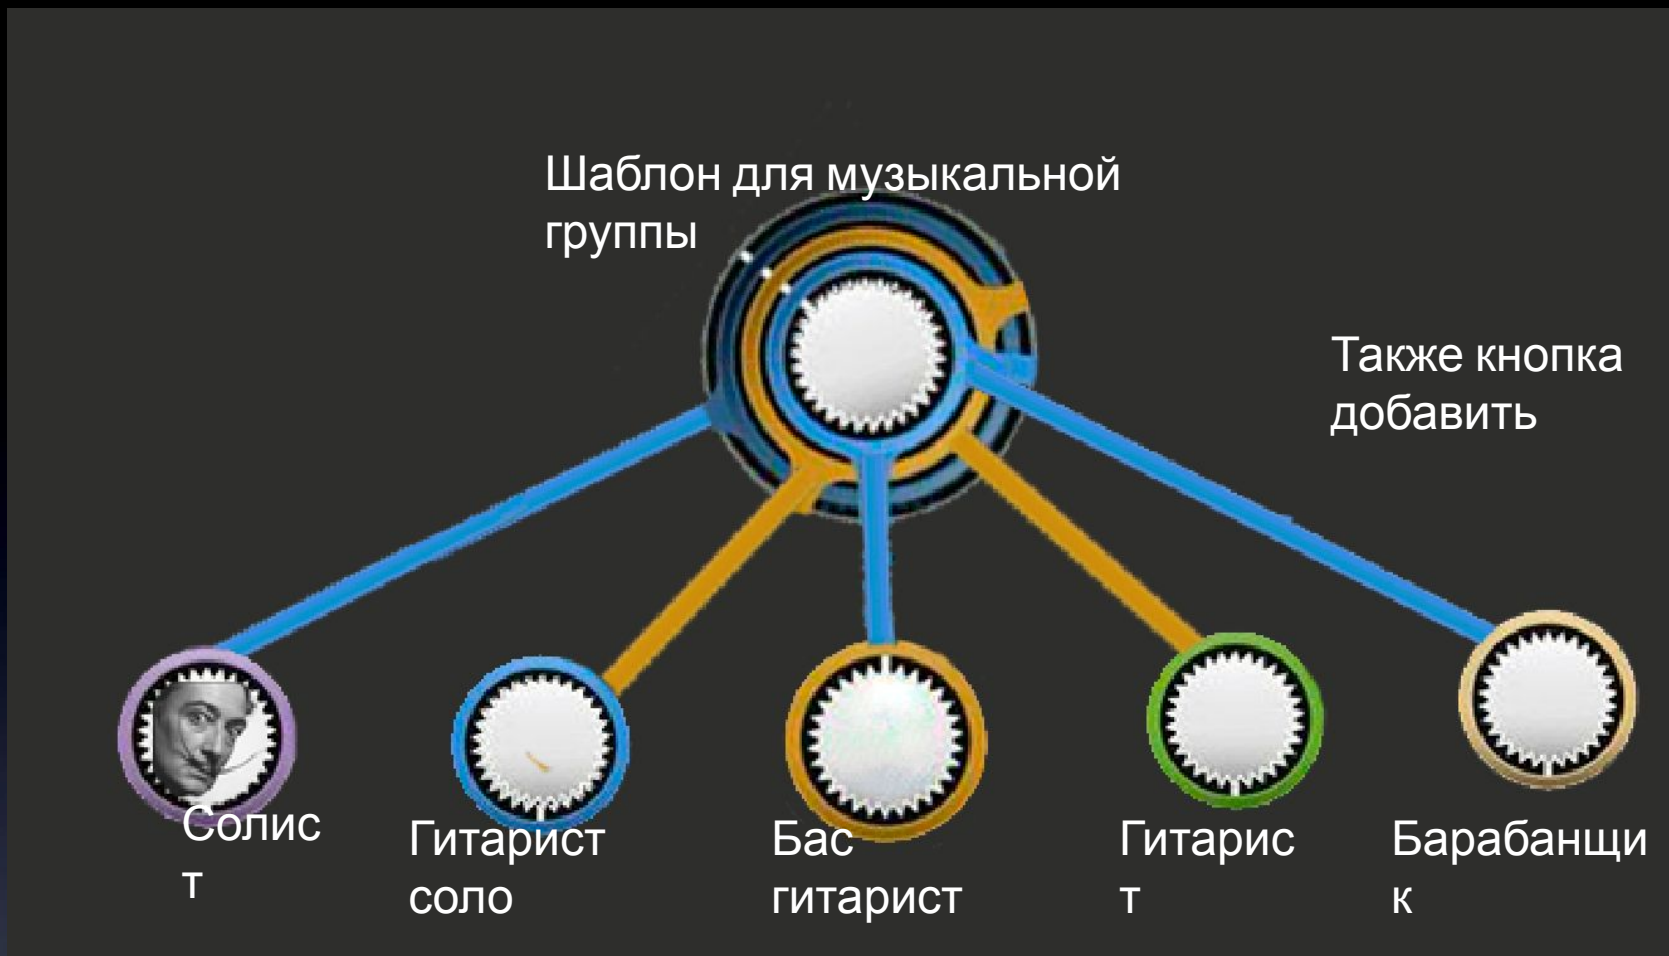 Шаблон для музыкальной
группы
Также кнопка
добавить
Солис
т
Гитарист
соло
Бас
гитарист
Гитарис
т
Барабанщи
к